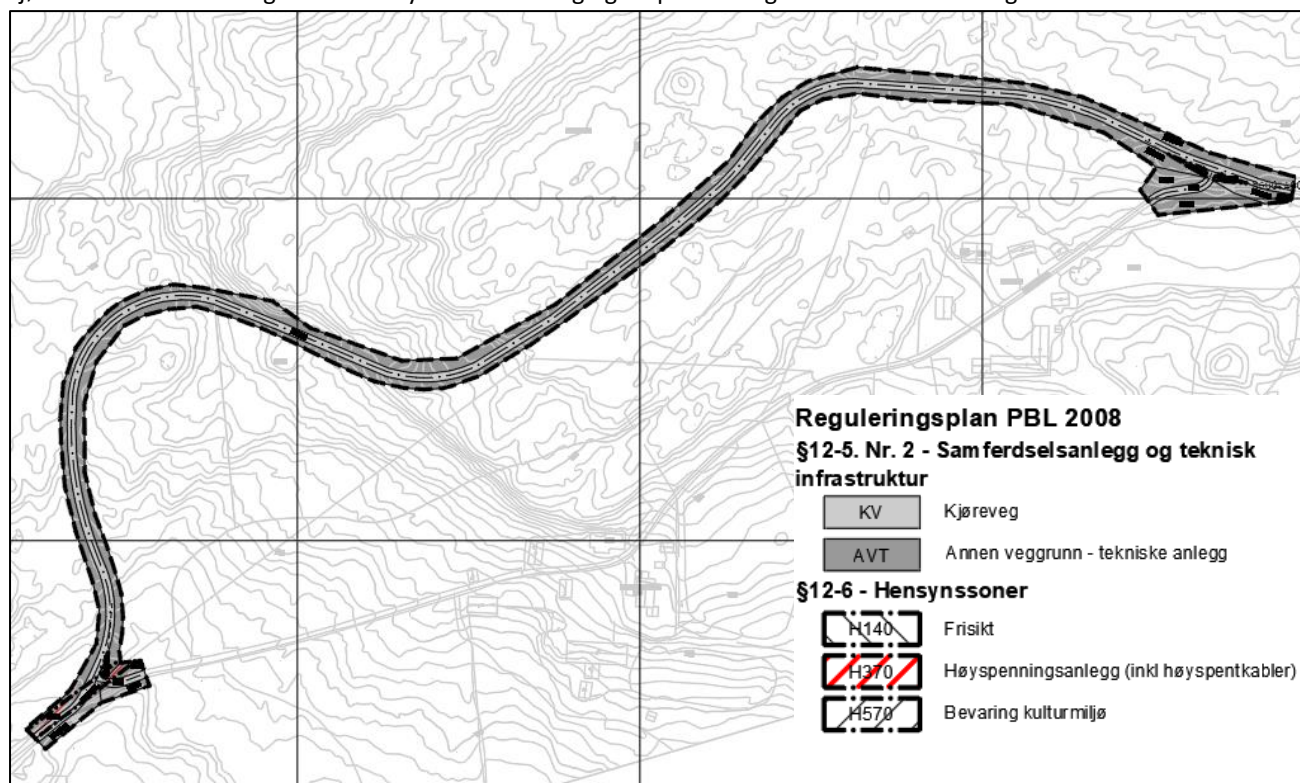 Reguleringsplan PBL 2008
§12-5. Nr. 2 - Samferdselsanlegg og teknisk
infrastruktur
KV Kjøreveg
AVT Annen veggrunn - tekniske anlegg
§12-6 - Hensynssoner
H140 Frisikt
H370 Høyspenningsanlegg (inkl høyspentkabler)
H570 Bevaring kulturmiljø